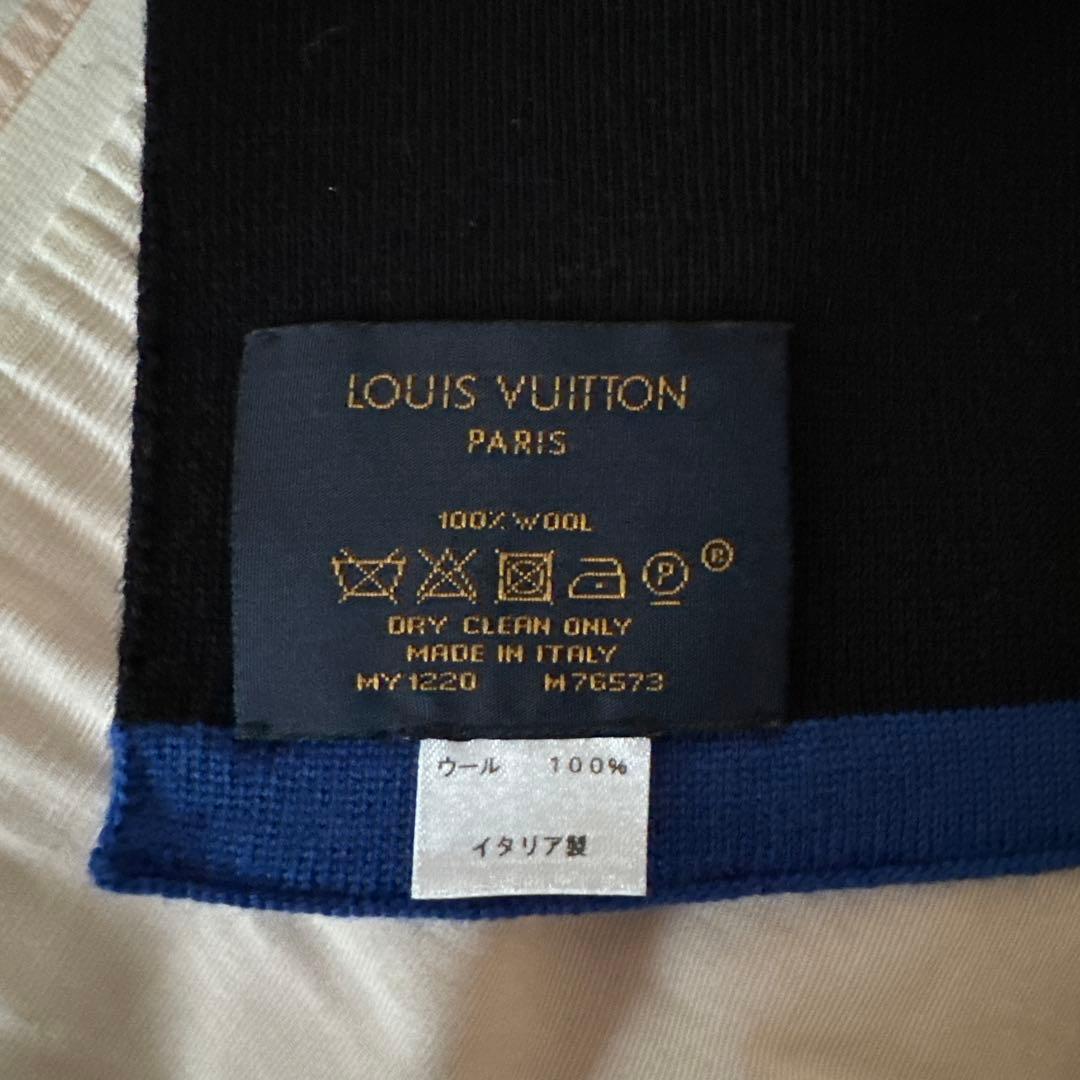 LOUIS VUITTON
PARIS
100% WOOL
P ®
DRY CLEAN ONLY
MADE IN ITALY
MY1220 M76573
ウール 100%
イタリア製